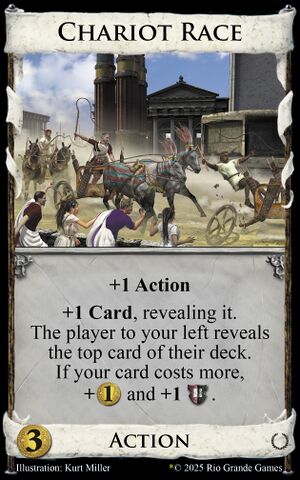 Chariot Race
+1 Action
+1 Card, revealing it.
The player to your left reveals
the top card of their deck.
If your card costs more,
+1 and +1 .
3 Action
Illustration: Kurt Miller *© 2025 Rio Grande Games